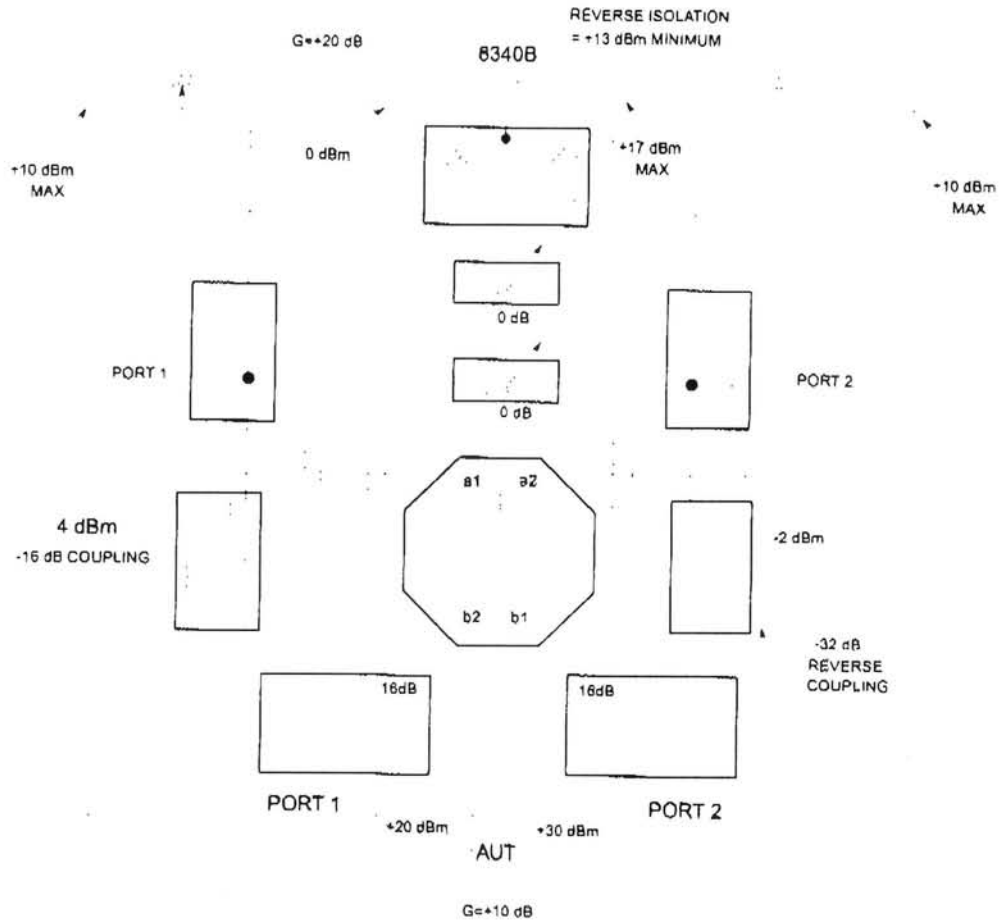 REVERSE ISOLATION
= +13 dBm MINIMUM
G=+20 dB
8340B
0 dBm
+17 dBm
MAX
+10 dBm
MAX
+10 dBm
MAX
0 dB
PORT 1
PORT 2
0 dB
a1 a2
4 dBm
-16 dB COUPLING
-2 dBm
b2 b1
-32 dB
REVERSE
COUPLING
16dB
16dB
PORT 1
PORT 2
+20 dBm
+30 dBm
AUT
G=+10 dB